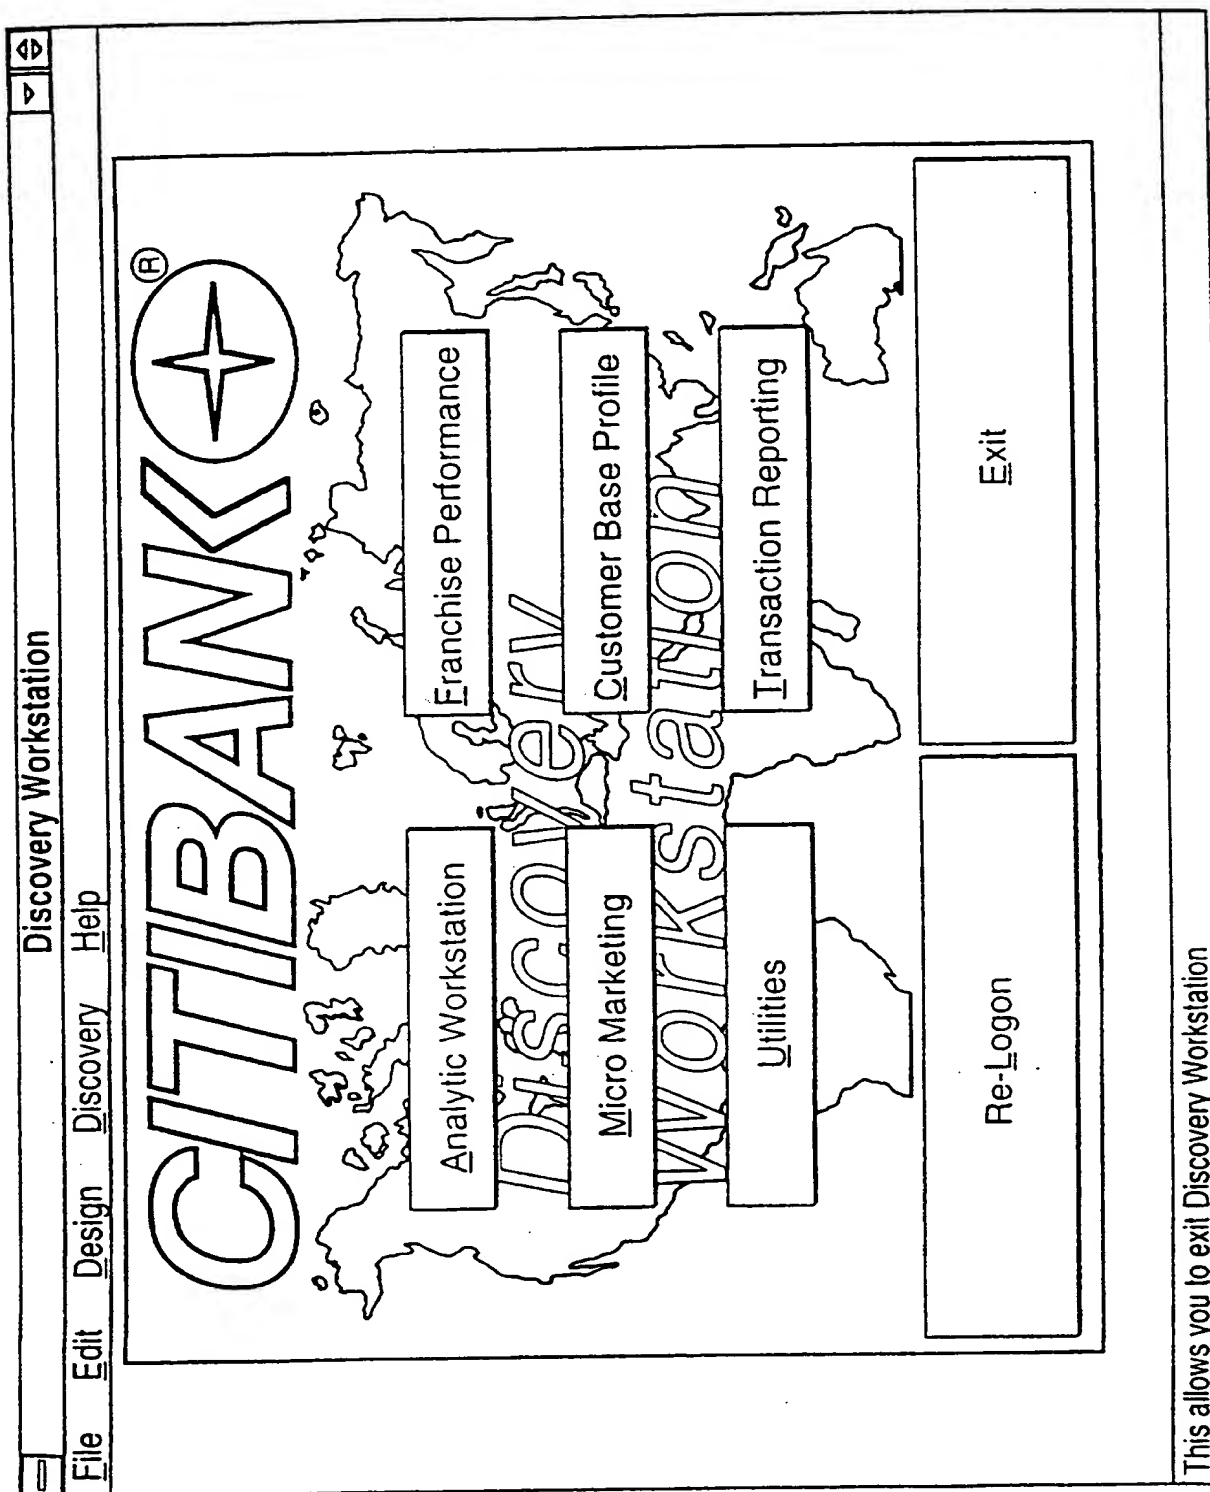 Discovery Workstation
File Edit Design Discovery Help
CITIBANK ®
Discovery
Workstation
Analytic Workstation
Franchise Performance
Micro Marketing
Customer Base Profile
Utilities
Transaction Reporting
Re-Logon
Exit
This allows you to exit Discovery Workstation